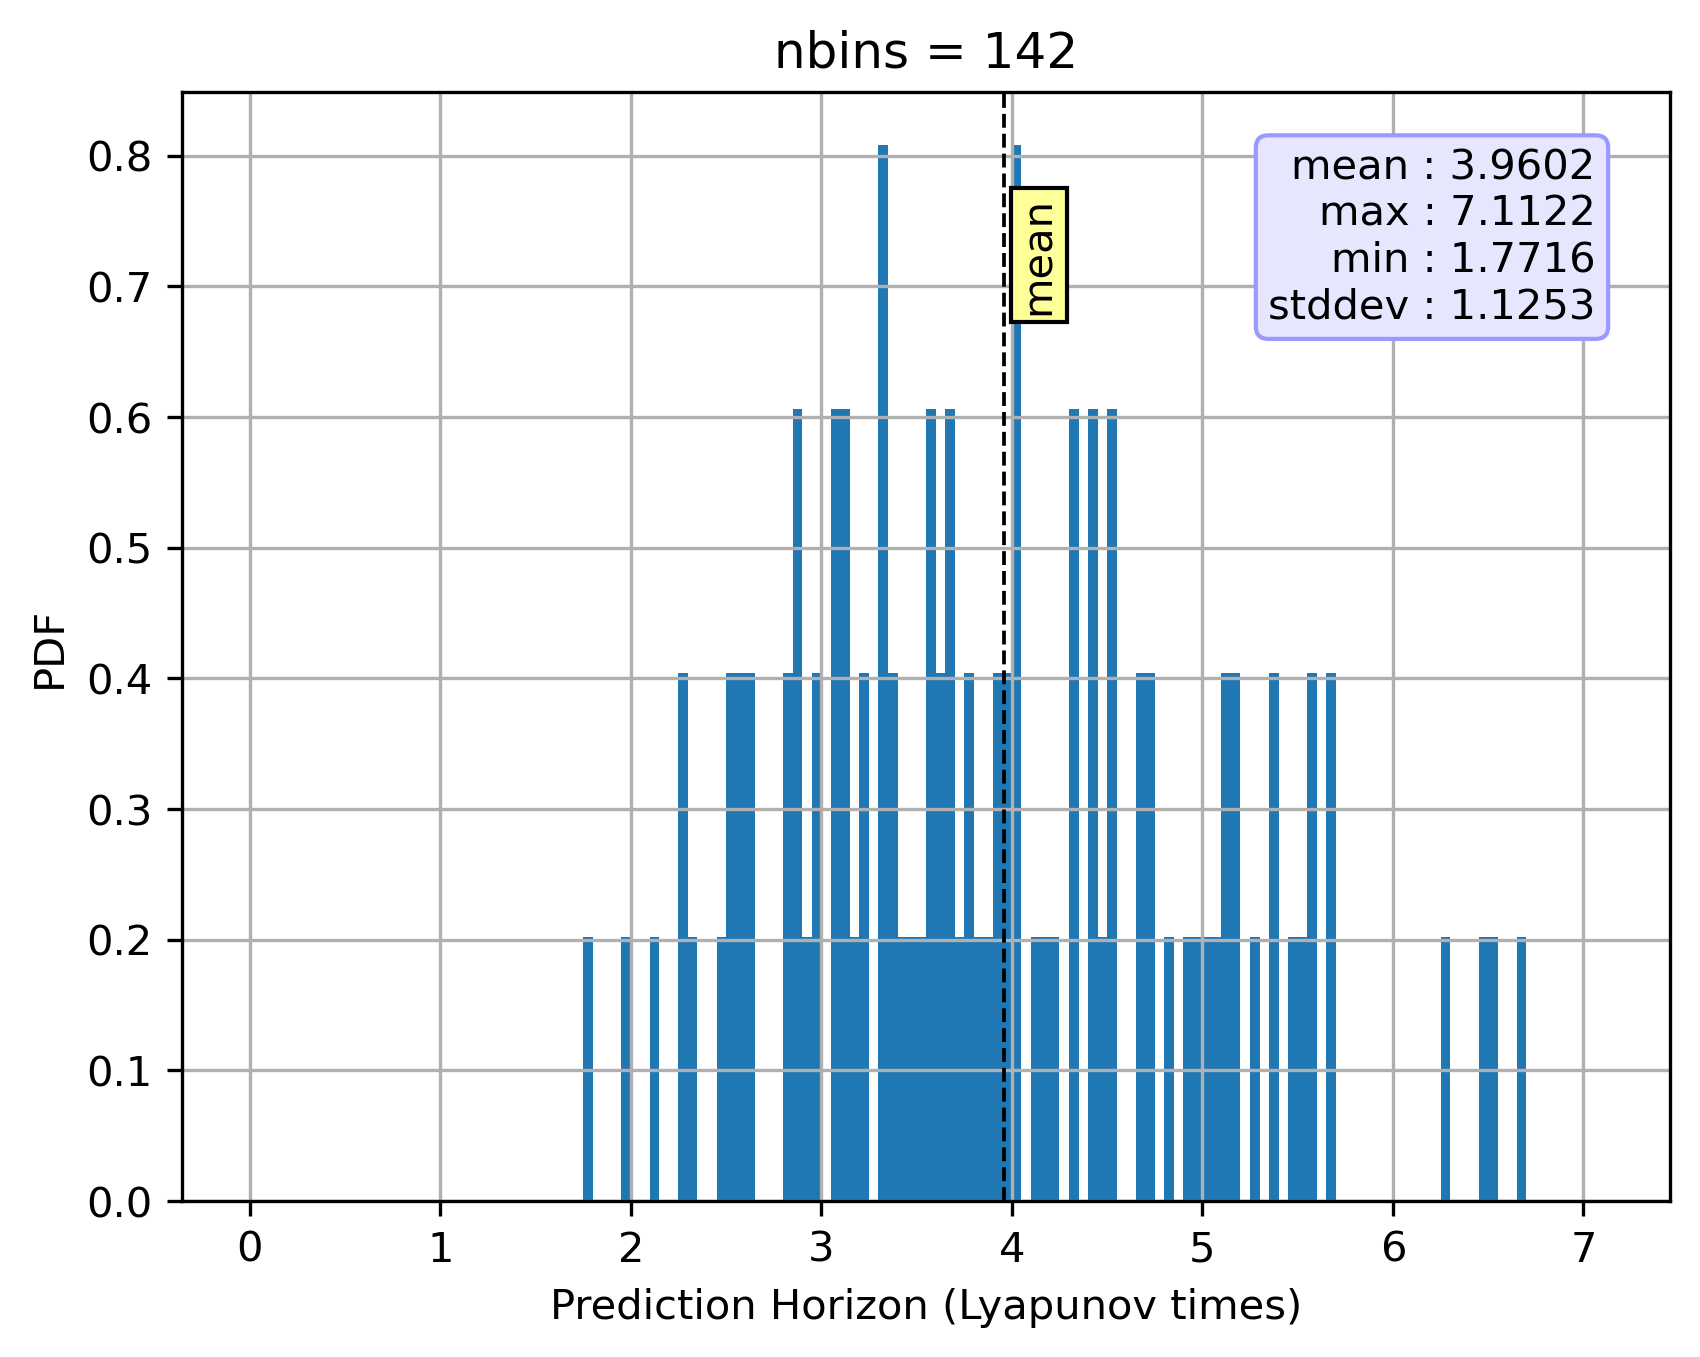 nbins = 142
0.8
0.7
0.6
0.5
0.4
0.3
0.2
0.1
0.0
PDF
mean
mean : 3.9602
max : 7.1122
min : 1.7716
stddev : 1.1253
0 1 2 3 4 5 6 7
Prediction Horizon (Lyapunov times)